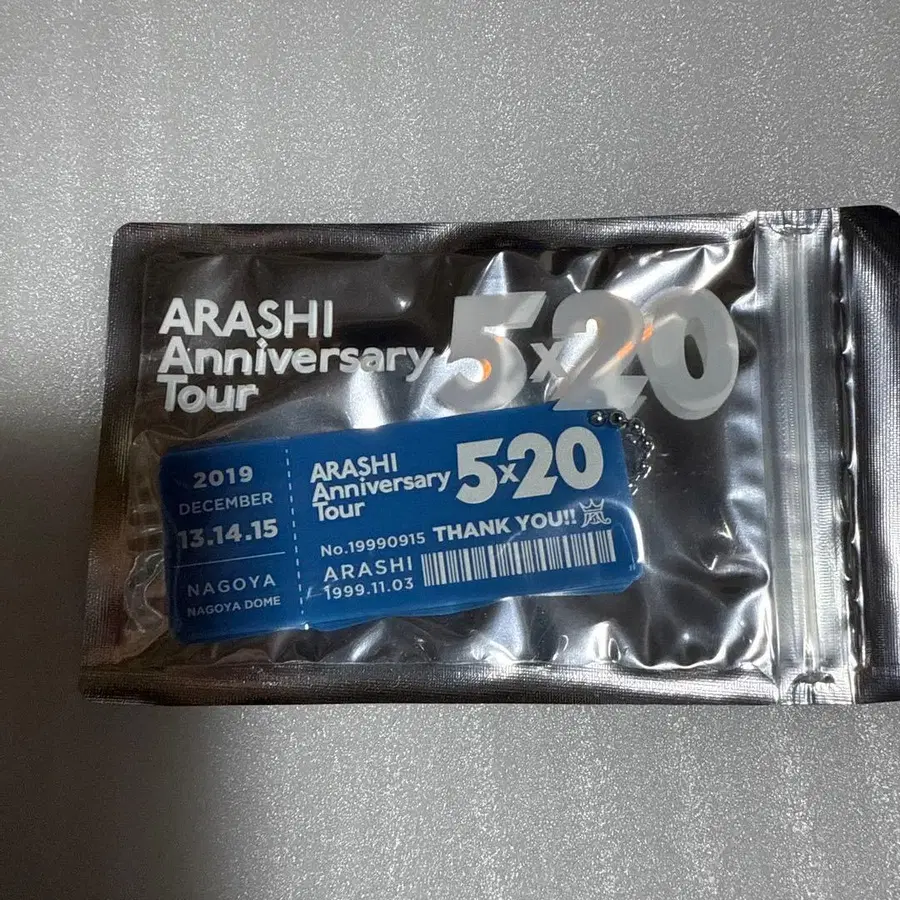 ARASHI
Anniversary
Tour
5x20
2019
DECEMBER
13.14.15
NAGOYA
NAGOYA DOME
ARASHI
Anniversary
Tour
5x20
THANK YOU!! 嵐
No.19990915
ARASHI
1999.11.03